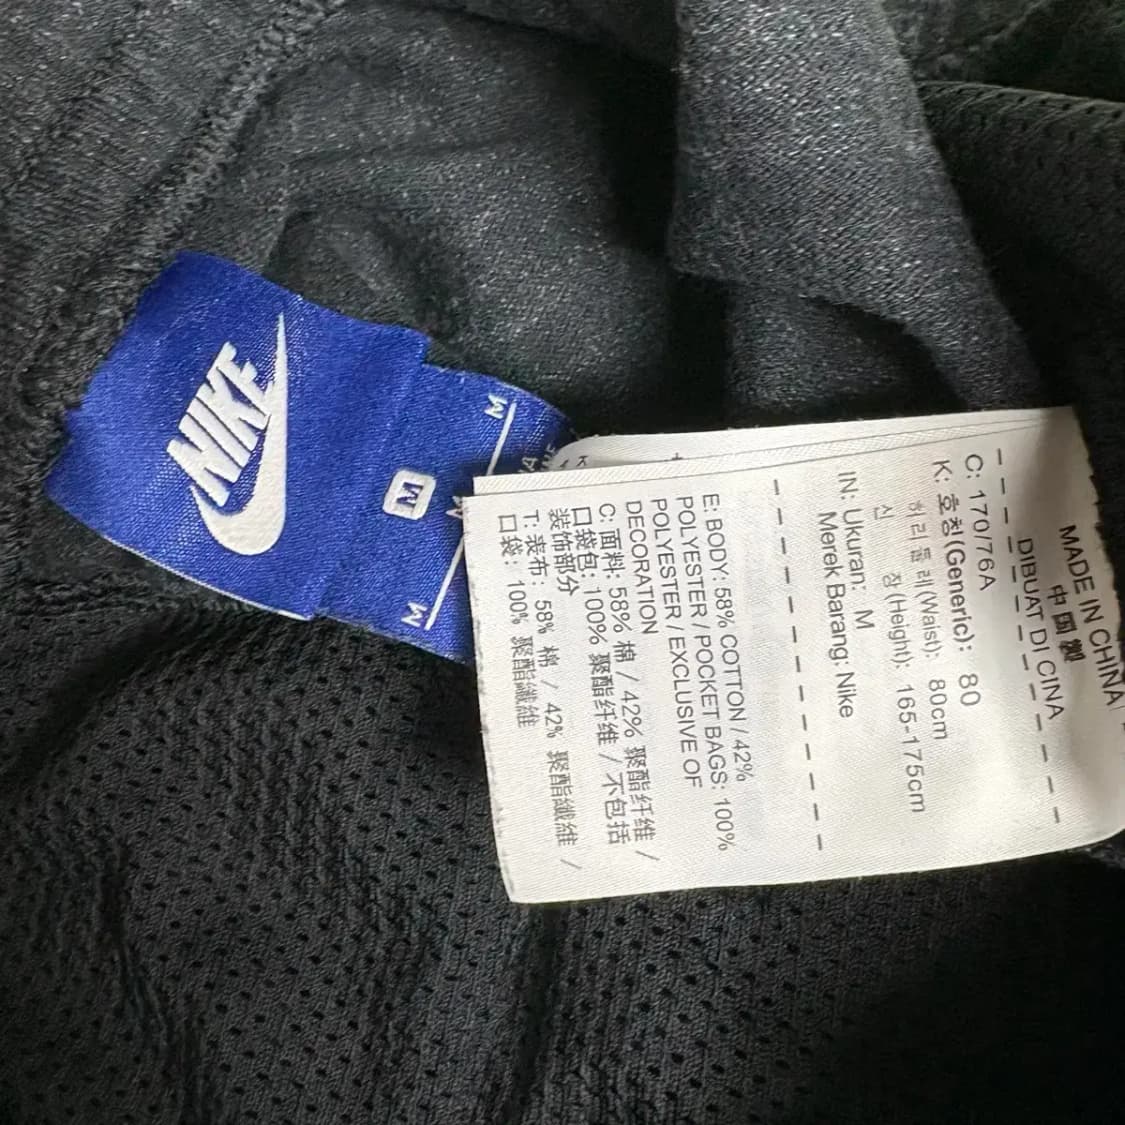 NIKE
M
M
M
M
MADE IN CHINA
中国製
DIBUAT DI CINA
C: 170/76A
K: 호칭(Generic): 80
허리둘레(Waist): 80cm
신 장(Height): 165-175cm
IN: Ukuran: M
Merek Barang: Nike
E: BODY: 58% COTTON / 42%
POLYESTER / POCKET BAGS: 100%
POLYESTER / EXCLUSIVE OF
DECORATION
C: 面料: 58% 棉 / 42% 聚酯纤维 /
口袋包: 100% 聚酯纤维 / 不包括
装饰部分
T: 表布: 58% 棉 / 42% 聚酯纖維 /
口袋: 100% 聚酯纖維